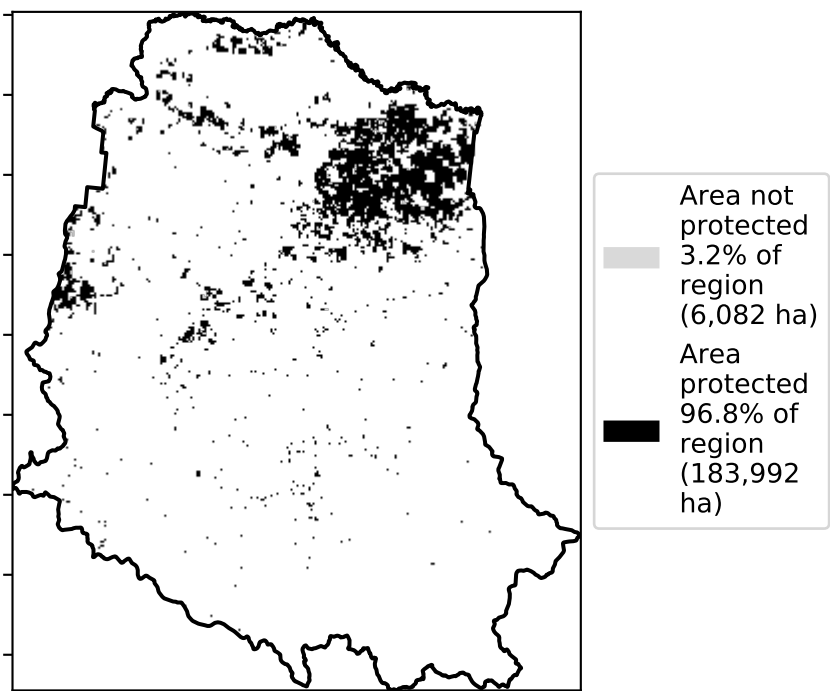 Area not
protected
3.2% of
region
(6,082 ha)
Area
protected
96.8% of
region
(183,992
ha)